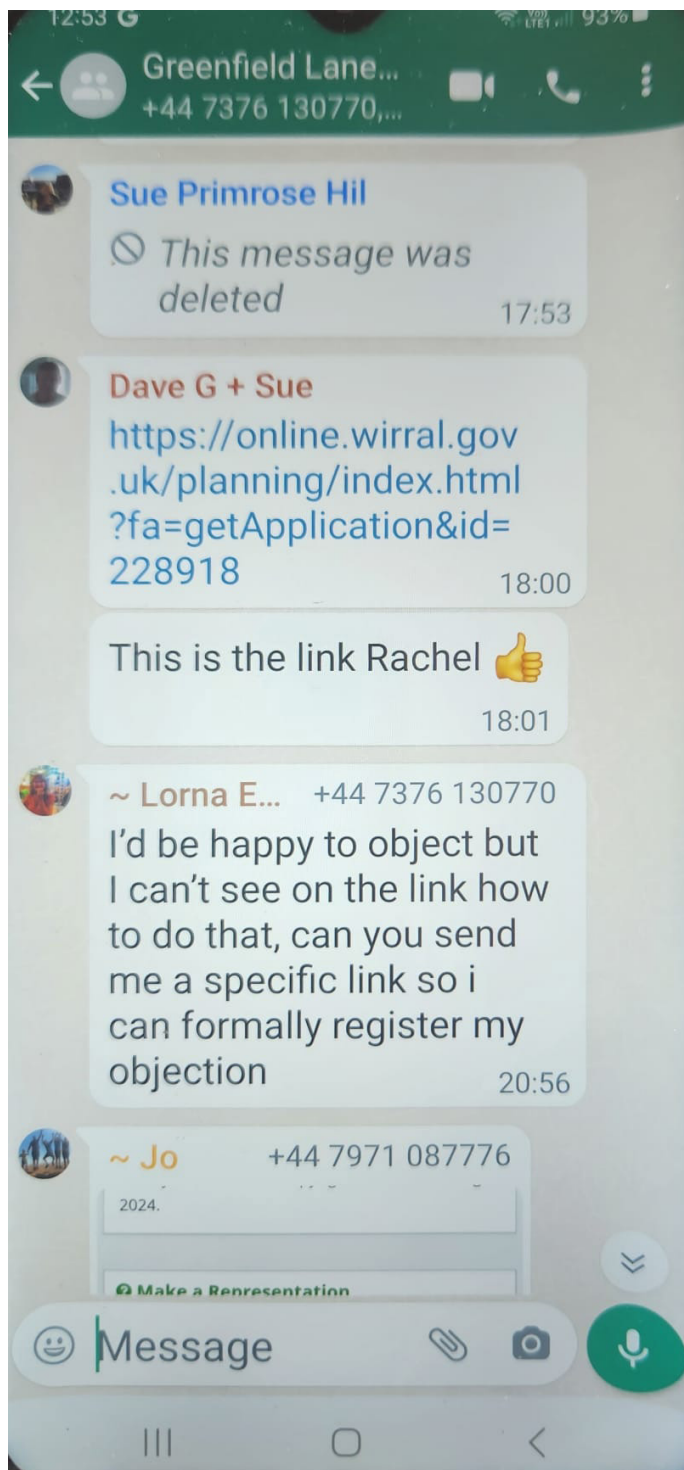 12:53 G
LTE1
93%
Greenfield Lane...
+44 7376 130770,...
Sue Primrose Hil
This message was
deleted
17:53
Dave G + Sue
https://online.wirral.gov
.uk/planning/index.html
?fa=getApplication&id=
228918
18:00
This is the link Rachel 👍
18:01
~ Lorna E... +44 7376 130770
I'd be happy to object but
I can't see on the link how
to do that, can you send
me a specific link so i
can formally register my
objection
20:56
~ Jo +44 7971 087776
2024.
Make a Representation
Message